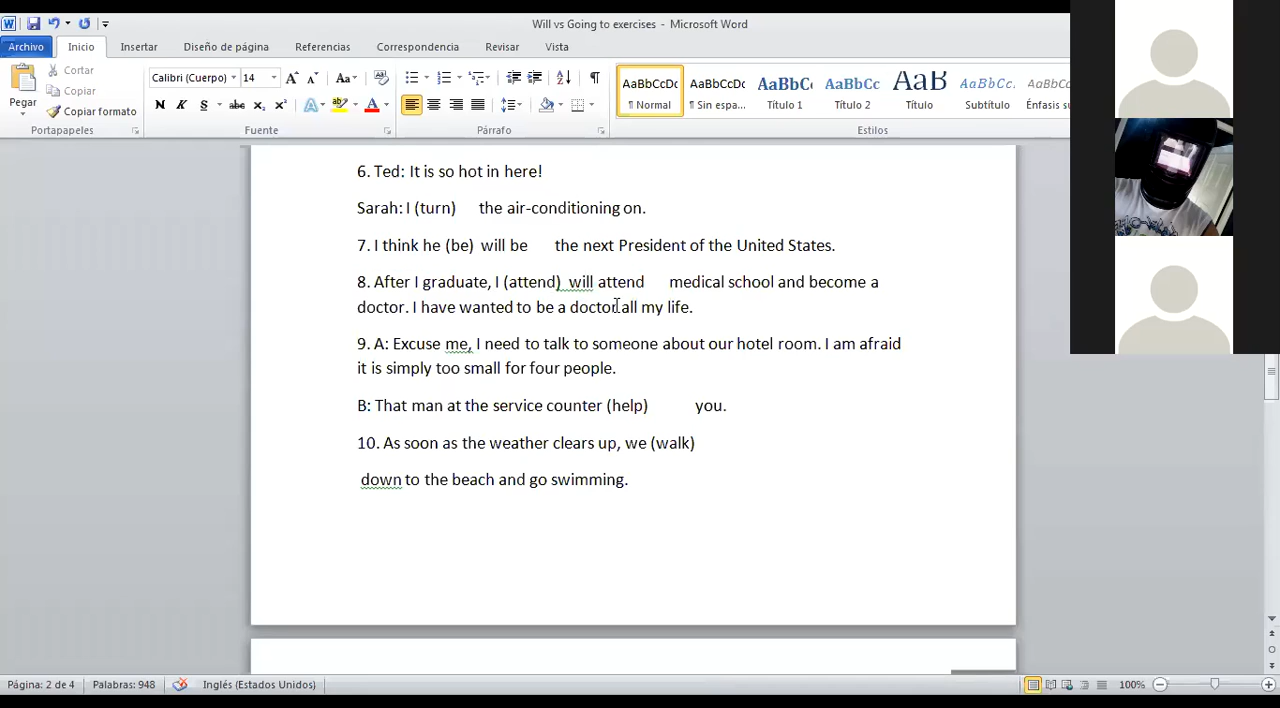 Will vs Going to exercises - Microsoft Word
Archivo Inicio Insertar Diseño de página Referencias Correspondencia Revisar Vista
Pegar
Cortar
Copiar
Copiar formato
Portapapeles
Calibri (Cuerpo) 14
Fuente
Párrafo
AaBbCcDc AaBbCcDc AaBbC AaBbCc AaB AaBbCc. AaBbCc
¶ Normal ¶ Sin espa... Título 1 Título 2 Título Subtítulo Énfasis su
Estilos
6. Ted: It is so hot in here!
Sarah: I (turn) the air-conditioning on.
7. I think he (be) will be the next President of the United States.
8. After I graduate, I (attend) will attend medical school and become a
doctor. I have wanted to be a doctor all my life.
9. A: Excuse me, I need to talk to someone about our hotel room. I am afraid
it is simply too small for four people.
B: That man at the service counter (help) you.
10. As soon as the weather clears up, we (walk)
down to the beach and go swimming.
Página: 2 de 4 Palabras: 948 Inglés (Estados Unidos) 100%